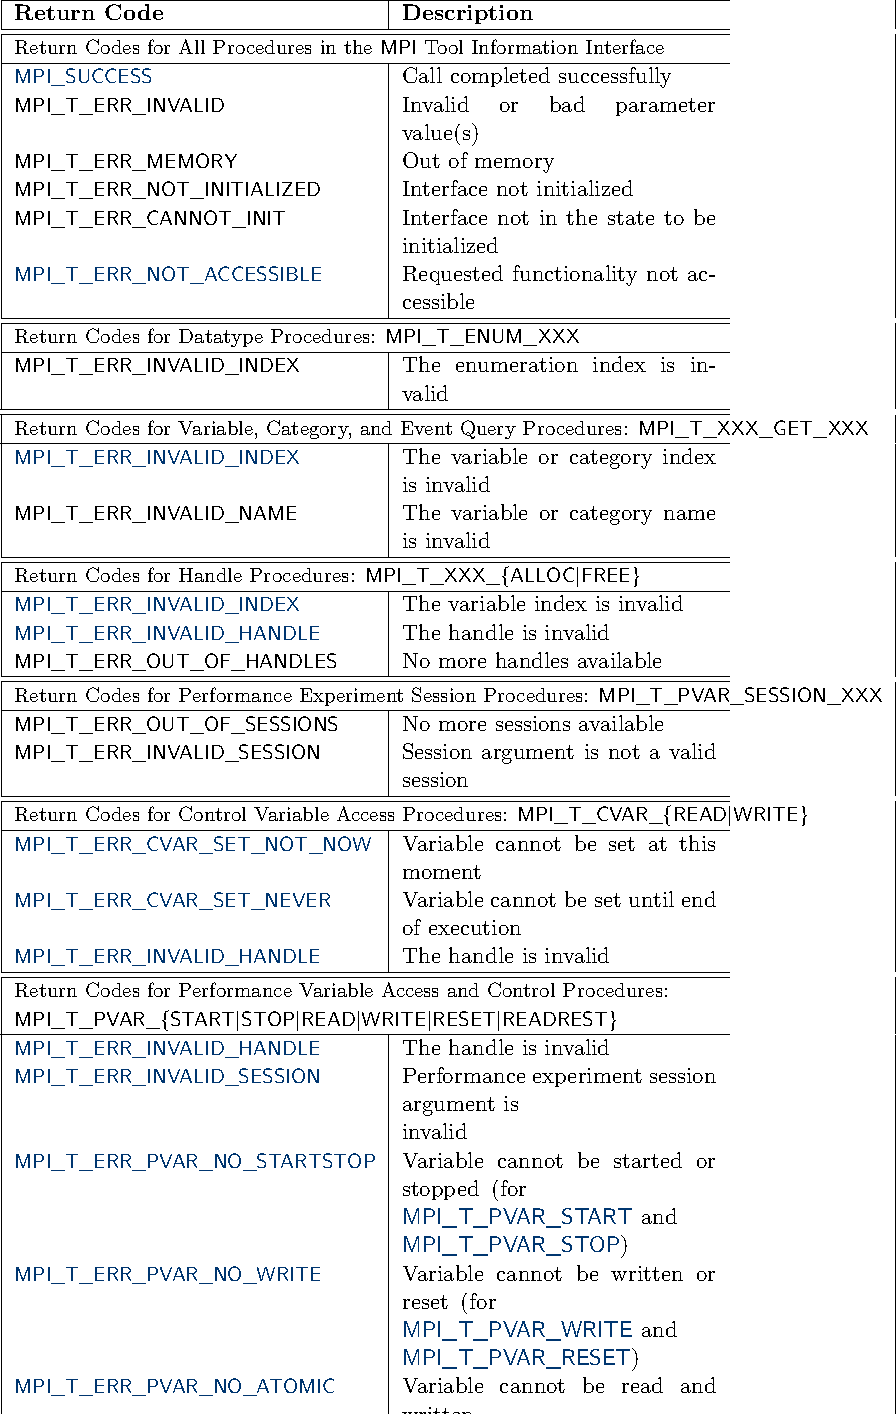 Return Code Description
Return Codes for All Procedures in the MPI Tool Information Interface
MPI_SUCCESS Call completed successfully
MPI_T_ERR_INVALID Invalid or bad parameter
value(s)
MPI_T_ERR_MEMORY Out of memory
MPI_T_ERR_NOT_INITIALIZED Interface not initialized
MPI_T_ERR_CANNOT_INIT Interface not in the state to be
initialized
MPI_T_ERR_NOT_ACCESSIBLE Requested functionality not ac-
cessible
Return Codes for Datatype Procedures: MPI_T_ENUM_XXX
MPI_T_ERR_INVALID_INDEX The enumeration index is in-
valid
Return Codes for Variable, Category, and Event Query Procedures: MPI_T_XXX_GET_XXX
MPI_T_ERR_INVALID_INDEX The variable or category index
is invalid
MPI_T_ERR_INVALID_NAME The variable or category name
is invalid
Return Codes for Handle Procedures: MPI_T_XXX_{ALLOC|FREE}
MPI_T_ERR_INVALID_INDEX The variable index is invalid
MPI_T_ERR_INVALID_HANDLE The handle is invalid
MPI_T_ERR_OUT_OF_HANDLES No more handles available
Return Codes for Performance Experiment Session Procedures: MPI_T_PVAR_SESSION_XXX
MPI_T_ERR_OUT_OF_SESSIONS No more sessions available
MPI_T_ERR_INVALID_SESSION Session argument is not a valid
session
Return Codes for Control Variable Access Procedures: MPI_T_CVAR_{READ|WRITE}
MPI_T_ERR_CVAR_SET_NOT_NOW Variable cannot be set at this
moment
MPI_T_ERR_CVAR_SET_NEVER Variable cannot be set until end
of execution
MPI_T_ERR_INVALID_HANDLE The handle is invalid
Return Codes for Performance Variable Access and Control Procedures:
MPI_T_PVAR_{START|STOP|READ|WRITE|RESET|READREST}
MPI_T_ERR_INVALID_HANDLE The handle is invalid
MPI_T_ERR_INVALID_SESSION Performance experiment session
argument is
invalid
MPI_T_ERR_PVAR_NO_STARTSTOP Variable cannot be started or
stopped (for
MPI_T_PVAR_START and
MPI_T_PVAR_STOP)
MPI_T_ERR_PVAR_NO_WRITE Variable cannot be written or
reset (for
MPI_T_PVAR_WRITE and
MPI_T_PVAR_RESET)
MPI_T_ERR_PVAR_NO_ATOMIC Variable cannot be read and
written